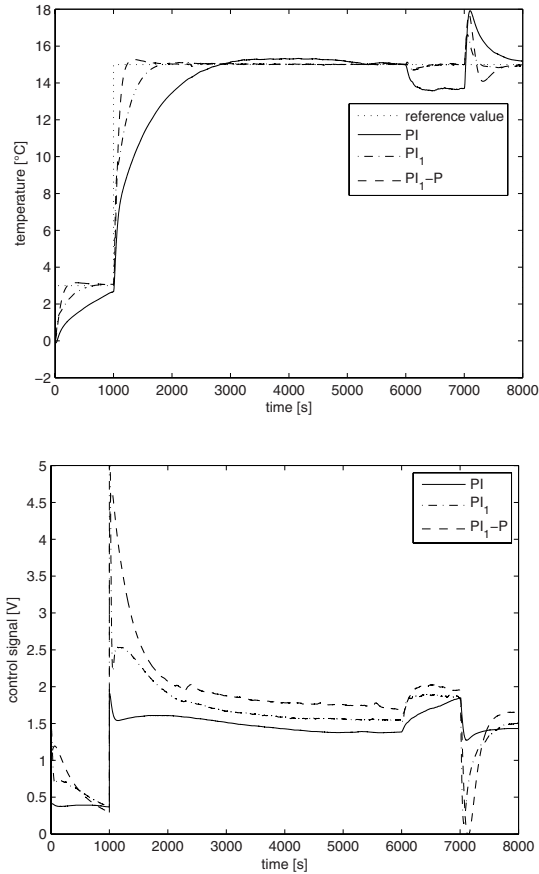 18
16
14
12
10
8
6
4
2
0
−2
temperature [°C]
reference value
PI
PI1
PI1−P
0 1000 2000 3000 4000 5000 6000 7000 8000
time [s]
5
4.5
4
3.5
3
2.5
2
1.5
1
0.5
0
control signal [V]
PI
PI1
PI1−P
0 1000 2000 3000 4000 5000 6000 7000 8000
time [s]